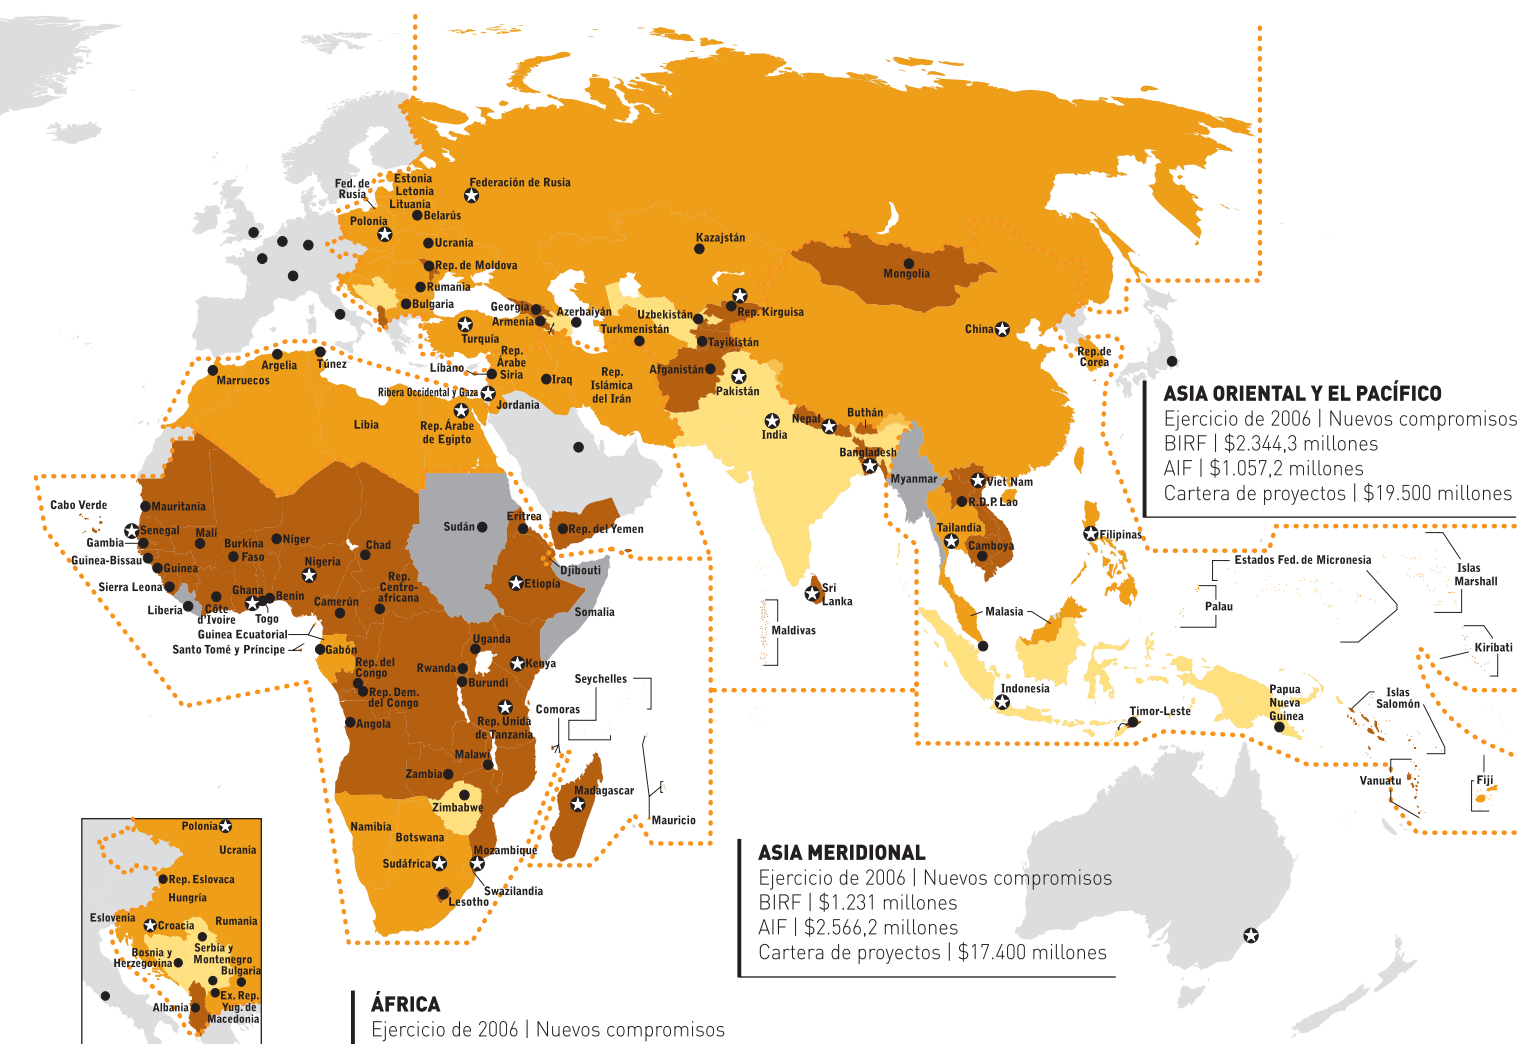 Fed. de
Rusia
Estonia
Letonia
Lituania
Federación de Rusia
Belarús
Polonia
Ucrania
Rep. de Moldova
Rumania
Bulgaria
Kazajstán
Mongolia
Georgia
Armenia
Azerbaiyán
Uzbekistán
Turkmenistán
Rep. Kirguisa
Tayikistán
China
Rep.de
Corea
Turquía
Rep.
Árabe
Siria
Líbano
Iraq
Rep.
Islámica
del Irán
Afganistán
Pakistán
Argelia
Túnez
Marruecos
Ribera Occidental y Gaza
Jordania
Libia
Rep. Árabe
de Egipto
India
Nepal
Buthán
Bangladesh
Myanmar
Viet Nam
R.D.P. Lao
Tailandia
Camboya
Filipinas
ASIA ORIENTAL Y EL PACÍFICO
Ejercicio de 2006 | Nuevos compromisos
BIRF | $2.344,3 millones
AIF | $1.057,2 millones
Cartera de proyectos | $19.500 millones
Cabo Verde
Mauritania
Senegal
Gambia
Guinea-Bissau
Guinea
Sierra Leona
Liberia
Malí
Burkina
Faso
Niger
Nigeria
Chad
Sudán
Eritrea
Rep. del Yemen
Djibouti
Etiopía
Somalia
Côte
d'Ivoire
Ghana
Togo
Benin
Camerún
Rep.
Centro-
africana
Guinea Ecuatorial
Santo Tomé y Príncipe
Gabón
Rep. del
Congo
Rep. Dem.
del Congo
Uganda
Rwanda
Burundi
Kenya
Angola
Rep. Unida
de Tanzania
Seychelles
Comoras
Malawi
Zambia
Zimbabwe
Madagascar
Mauricio
Namibia
Botswana
Sudáfrica
Mozambique
Swazilandia
Lesotho
Sri
Lanka
Maldivas
Malasia
Indonesia
Timor-Leste
Papua
Nueva
Guinea
Estados Fed. de Micronesia
Palau
Islas
Marshall
Kiribati
Islas
Salomón
Vanuatu
Fiji
ASIA MERIDIONAL
Ejercicio de 2006 | Nuevos compromisos
BIRF | $1.231 millones
AIF | $2.566,2 millones
Cartera de proyectos | $17.400 millones
Polonia
Ucrania
Rep. Eslovaca
Hungría
Eslovenia
Croacia
Rumania
Bosnia y
Herzegovina
Serbia y
Montenegro
Bulgaria
Albania
Ex. Rep.
Yug. de
Macedonia
ÁFRICA
Ejercicio de 2006 | Nuevos compromisos